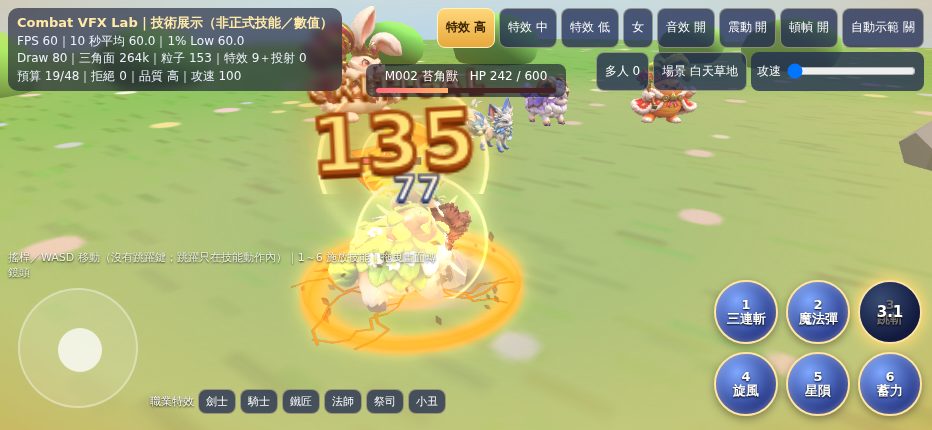 Combat VFX Lab | 技術展示（非正式技能／數值）
FPS 60｜10 秒平均 60.0｜1% Low 60.0
Draw 80｜三角面 264k｜粒子 153｜特效 9＋投射 0
預算 19/48｜拒絕 0｜品質 高｜攻速 100
特效 高
特效 中
特效 低
女
音效 開
震動 開
頓幀 開
自動示範 關
多人 0
場景 白天草地
攻速
M002 苔角獸 HP 242 / 600
135
77
搖桿／WASD 移動（沒有跳躍鍵；跳躍只在技能動作內）｜1～6 施放技能｜拖曳畫面轉
鏡頭
1
三連斬
2
魔法彈
3.1
4
旋風
5
星隕
6
蓄力
職業特效
劍士
騎士
鐵匠
法師
祭司
小丑